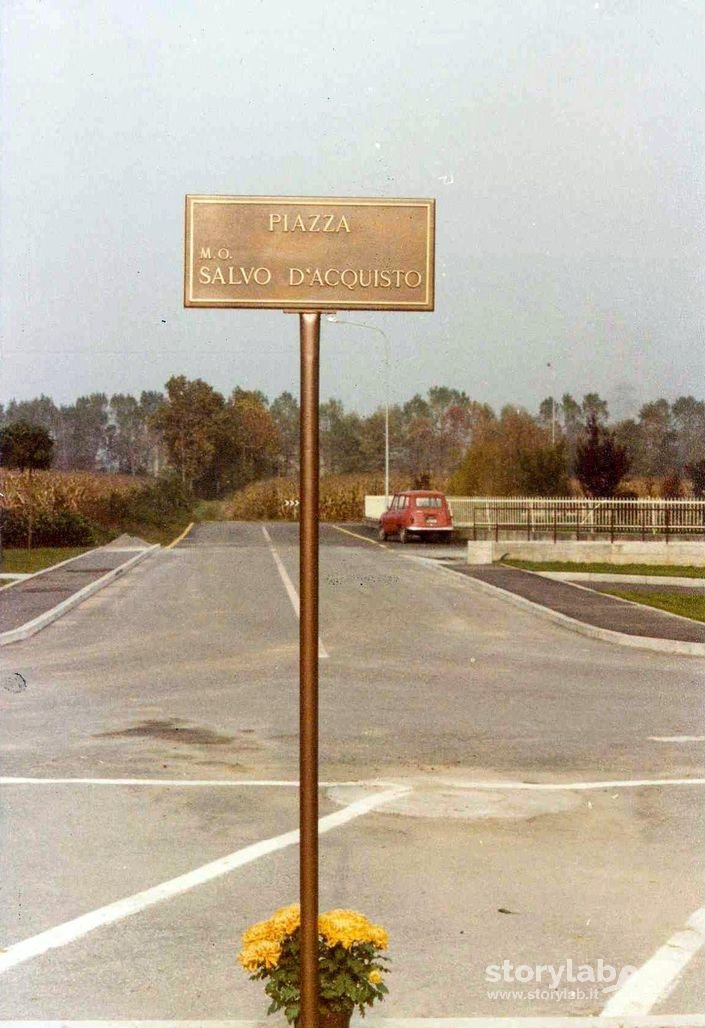 PIAZZA
M.O.
SALVO D'ACQUISTO
storylab
www.storylab.it